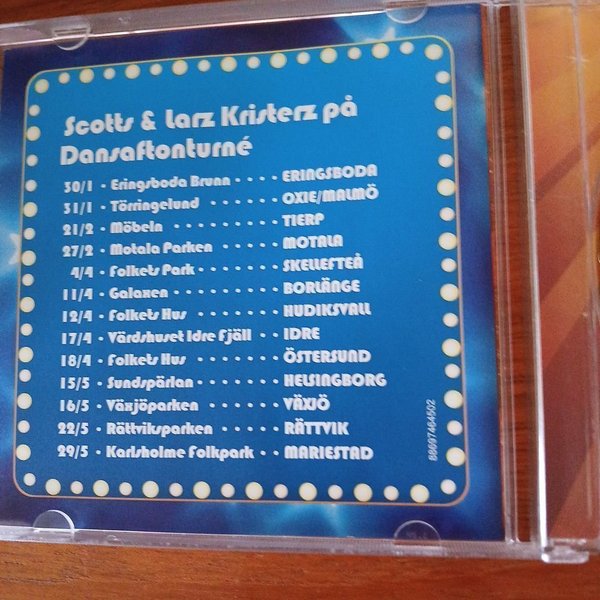 Scotts & Larz Kristerz på
Dansaftonturné
30/1 • Eringsboda Brunn • • • • ERINGSBODA
31/1 • Törringelund • • • • • • OXIE/MALMÖ
21/2 • Möbeln • • • • • • • • • TIERP
27/2 • Motala Parken • • • • • MOTALA
4/4 • Folkets Park • • • • • • • SKELLEFTEÅ
11/4 • Galaxen • • • • • • • • • BORLÄNGE
12/4 • Folkets Hus • • • • • • • HUDIKSVALL
17/4 • Värdshuset Idre Fjäll • • IDRE
18/4 • Folkets Hus • • • • • • • ÖSTERSUND
15/5 • Sundspärlan • • • • • • • HELSINGBORG
16/5 • Växjöparken • • • • • • VÄXJÖ
22/5 • Rättviksparken • • • • • RÄTTVIK
29/5 • Karlsholme Folkpark • • MARIESTAD
88697464502